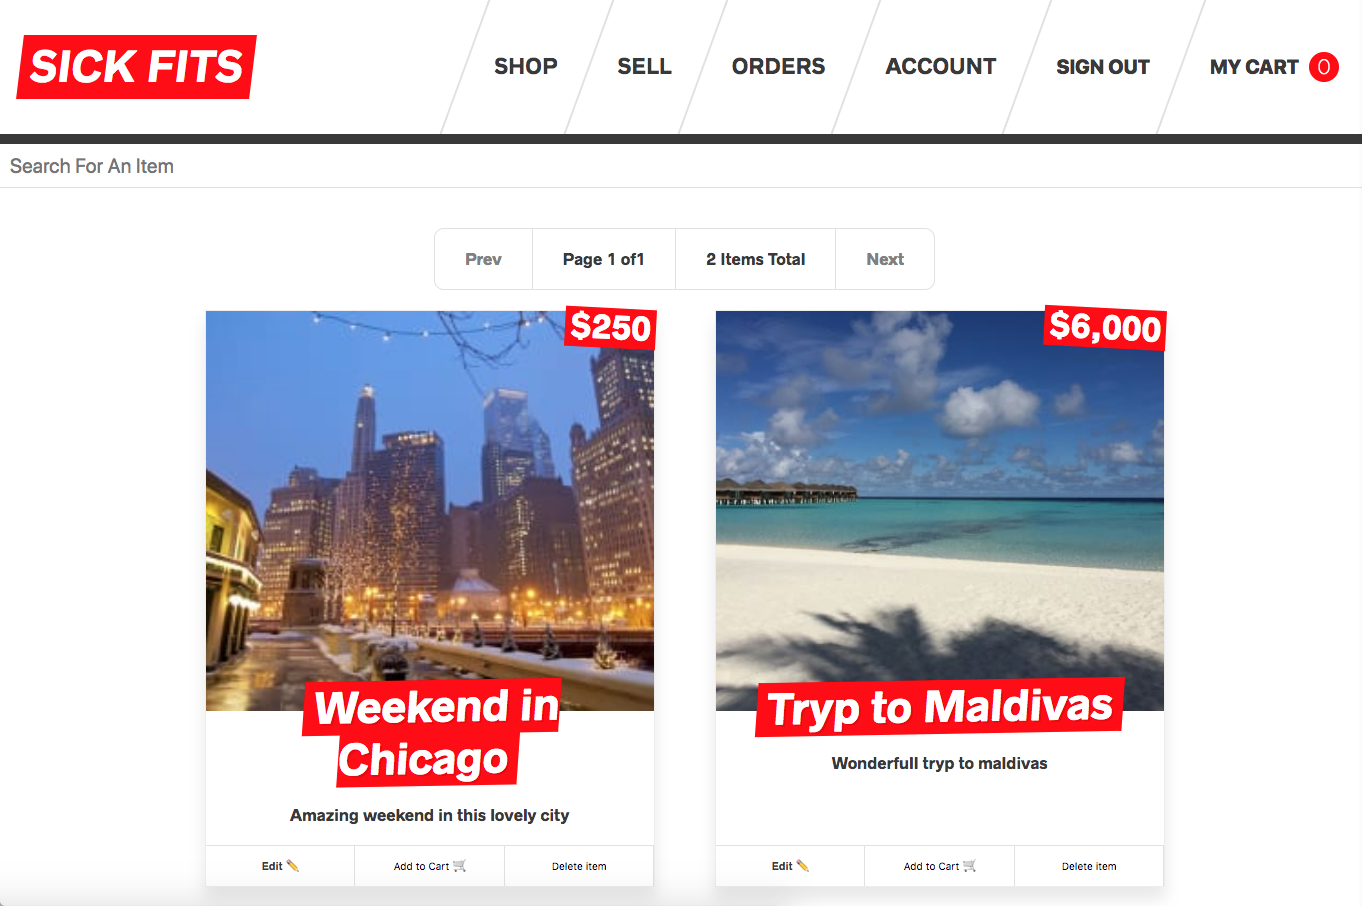 SICK FITS
SHOP
SELL
ORDERS
ACCOUNT
SIGN OUT
MY CART 0
Search For An Item
Prev
Page 1 of1
2 Items Total
Next
$250
Weekend in
Chicago
Amazing weekend in this lovely city
Edit ✏️
Add to Cart 🛒
Delete item
$6,000
Tryp to Maldivas
Wonderfull tryp to maldivas
Edit ✏️
Add to Cart 🛒
Delete item